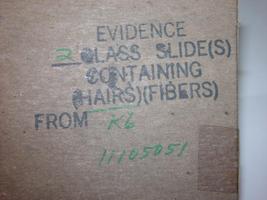 EVIDENCE
2 GLASS SLIDE(S)
CONTAINING
(HAIRS)(FIBERS)
FROM K6
11105051